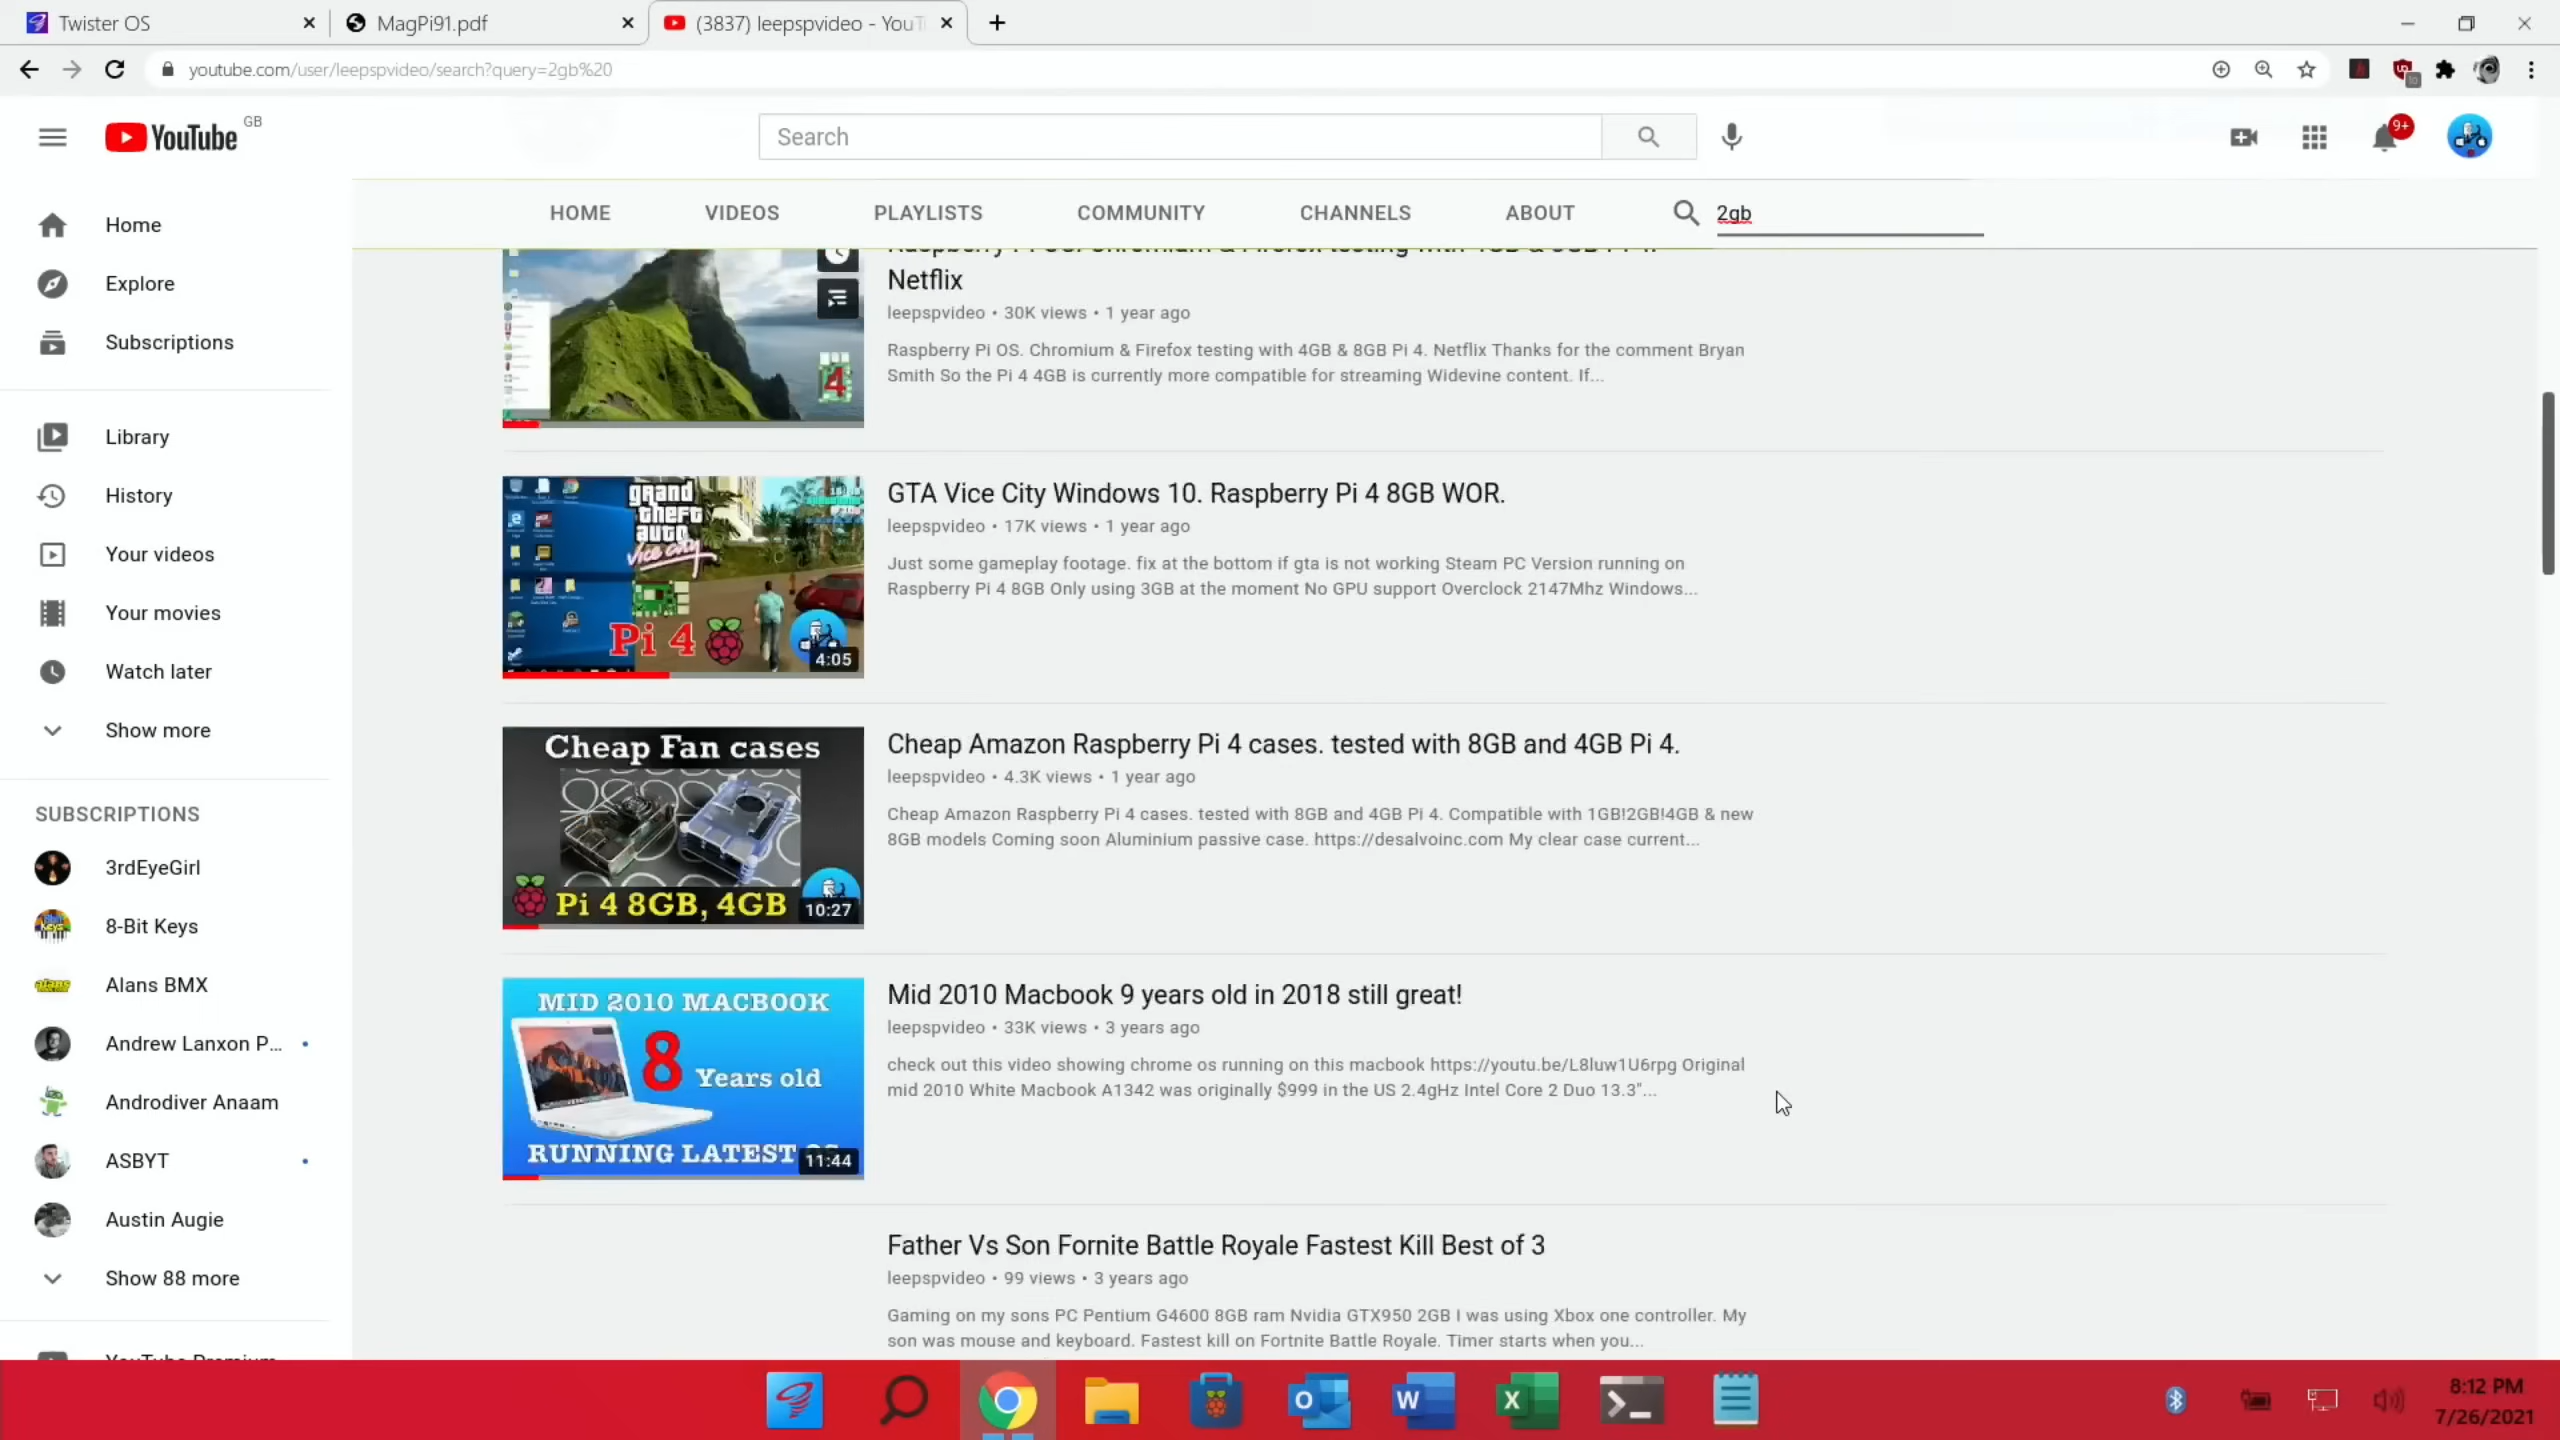 Twister OS
MagPi91.pdf
(3837) leepspvideo - YouT
youtube.com/user/leepspvideo/search?query=2gb%20
YouTube GB
Search
9+
HOME VIDEOS PLAYLISTS COMMUNITY CHANNELS ABOUT 2gb
Home
Explore
Subscriptions
Library
History
Your videos
Your movies
Watch later
Show more
SUBSCRIPTIONS
3rdEyeGirl
8-Bit Keys
Alans BMX
Andrew Lanxon P...
Androdiver Anaam
ASBYT
Austin Augie
Show 88 more
YouTube Premium
4
Raspberry Pi OS. Chromium & Firefox testing with 4GB & 8GB Pi 4.
Netflix
leepspvideo • 30K views • 1 year ago
Raspberry Pi OS. Chromium & Firefox testing with 4GB & 8GB Pi 4. Netflix Thanks for the comment Bryan
Smith So the Pi 4 4GB is currently more compatible for streaming Widevine content. If...
grand
theft
auto
vice city
Pi 4
4:05
GTA Vice City Windows 10. Raspberry Pi 4 8GB WOR.
leepspvideo • 17K views • 1 year ago
Just some gameplay footage. fix at the bottom if gta is not working Steam PC Version running on
Raspberry Pi 4 8GB Only using 3GB at the moment No GPU support Overclock 2147Mhz Windows...
Cheap Fan cases
Pi 4 8GB, 4GB
10:27
Cheap Amazon Raspberry Pi 4 cases. tested with 8GB and 4GB Pi 4.
leepspvideo • 4.3K views • 1 year ago
Cheap Amazon Raspberry Pi 4 cases. tested with 8GB and 4GB Pi 4. Compatible with 1GB!2GB!4GB & new
8GB models Coming soon Aluminium passive case. https://desalvoinc.com My clear case current...
MID 2010 MACBOOK
8 Years old
RUNNING LATEST
11:44
Mid 2010 Macbook 9 years old in 2018 still great!
leepspvideo • 33K views • 3 years ago
check out this video showing chrome os running on this macbook https://youtu.be/L8luw1U6rpg Original
mid 2010 White Macbook A1342 was originally $999 in the US 2.4gHz Intel Core 2 Duo 13.3"...
Father Vs Son Fornite Battle Royale Fastest Kill Best of 3
leepspvideo • 99 views • 3 years ago
Gaming on my sons PC Pentium G4600 8GB ram Nvidia GTX950 2GB I was using Xbox one controller. My
son was mouse and keyboard. Fastest kill on Fortnite Battle Royale. Timer starts when you...
8:12 PM
7/26/2021